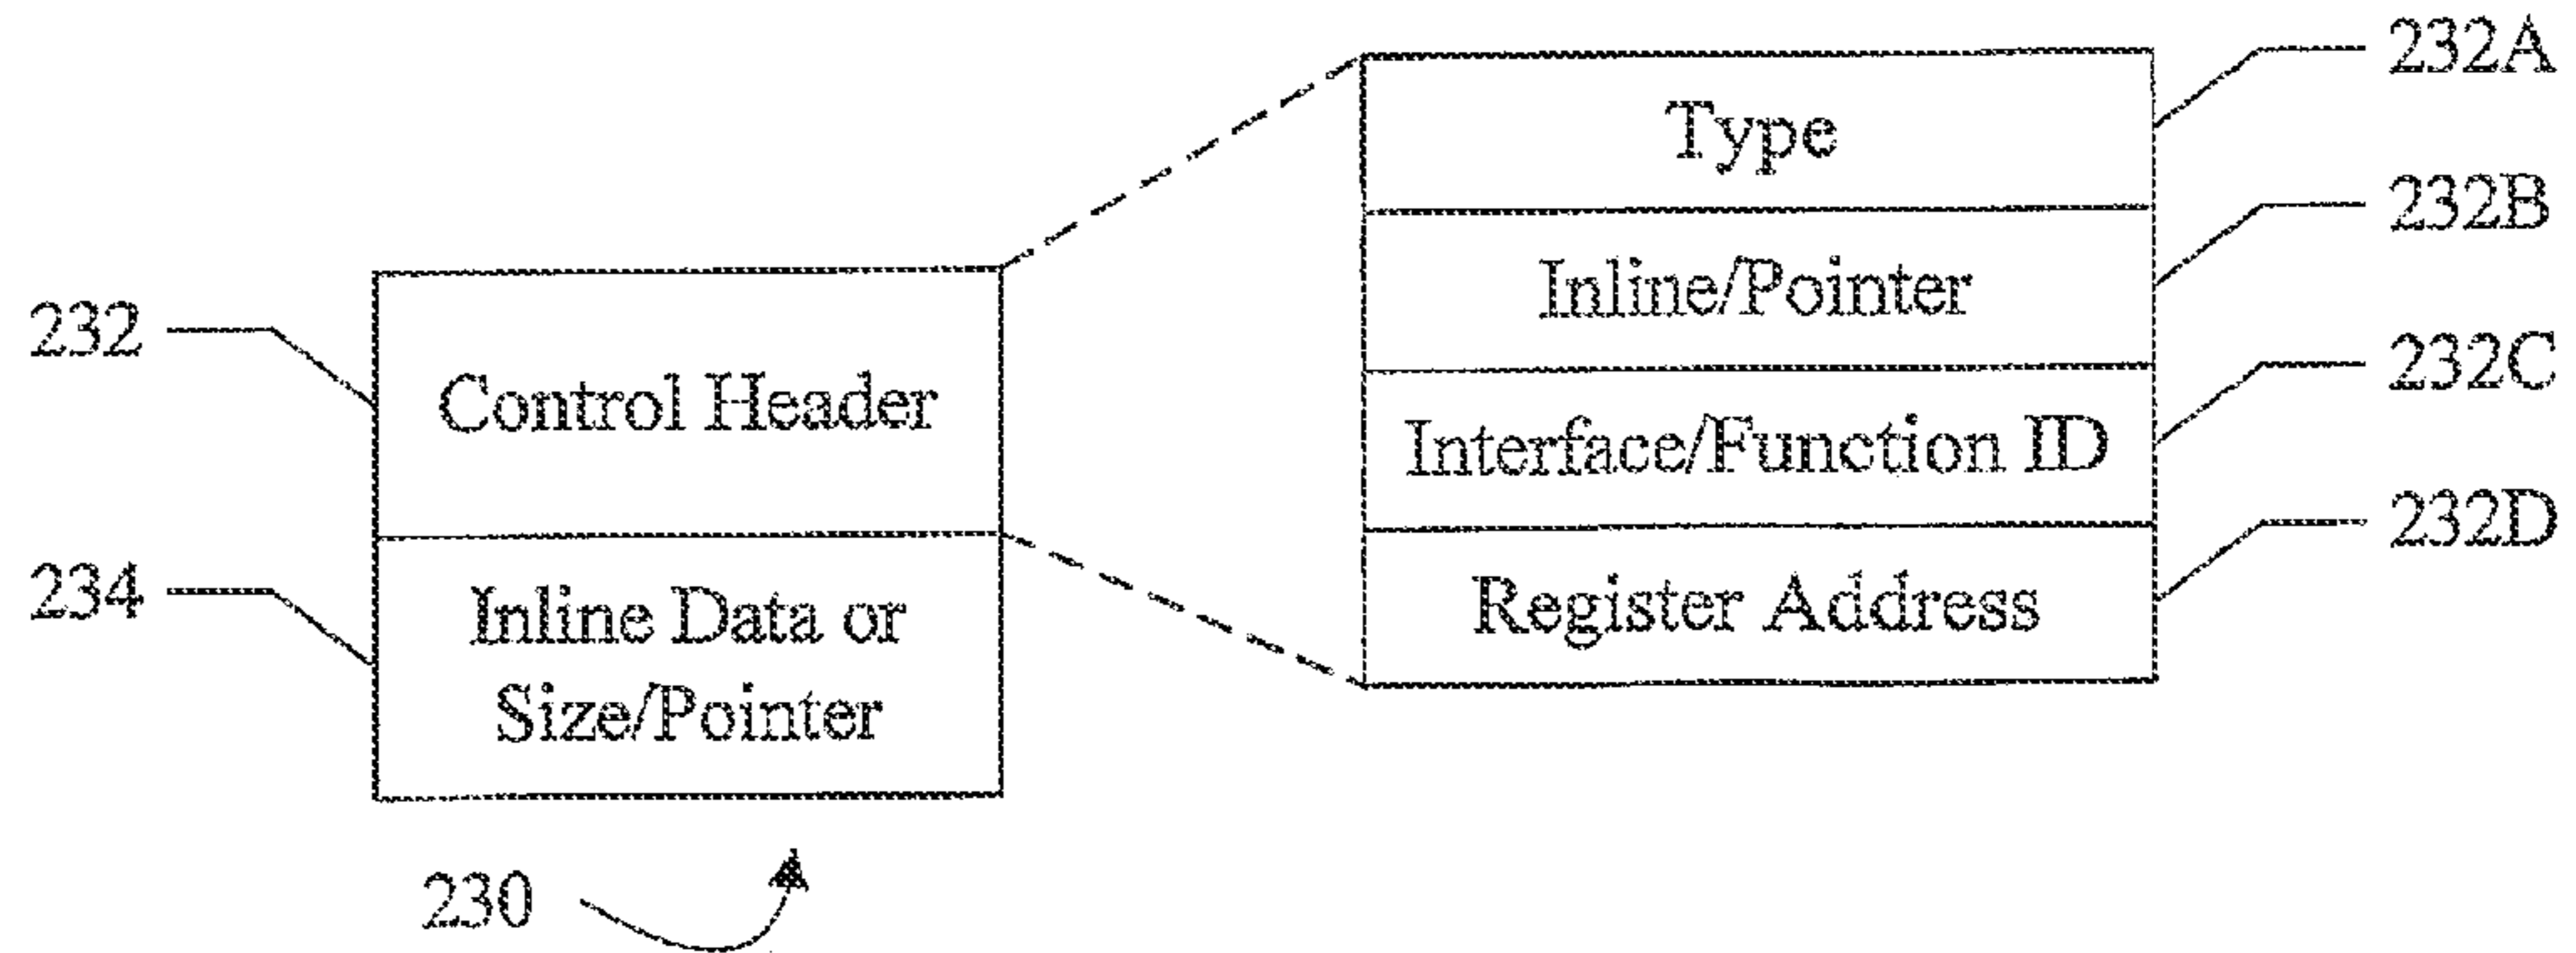 232
Control Header
234
Inline Data or
Size/Pointer
230
Type
232A
Inline/Pointer
232B
Interface/Function ID
232C
Register Address
232D